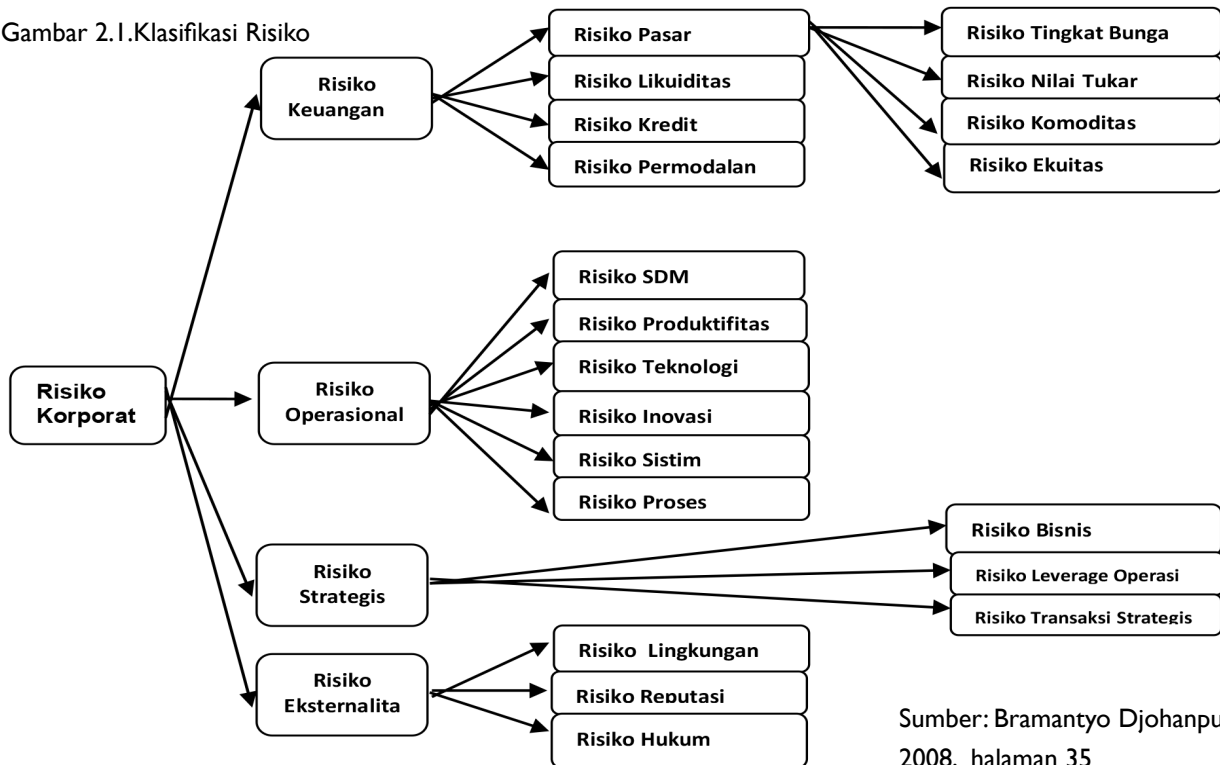 Gambar 2.1.Klasifikasi Risiko
Risiko
Korporat
Risiko
Keuangan
Risiko Pasar
Risiko Likuiditas
Risiko Kredit
Risiko Permodalan
Risiko Tingkat Bunga
Risiko Nilai Tukar
Risiko Komoditas
Risiko Ekuitas
Risiko
Operasional
Risiko SDM
Risiko Produktifitas
Risiko Teknologi
Risiko Inovasi
Risiko Sistim
Risiko Proses
Risiko
Strategis
Risiko Bisnis
Risiko Leverage Operasi
Risiko Transaksi Strategis
Risiko
Eksternalita
Risiko Lingkungan
Risiko Reputasi
Risiko Hukum
Sumber: Bramantyo
2008, halaman 35